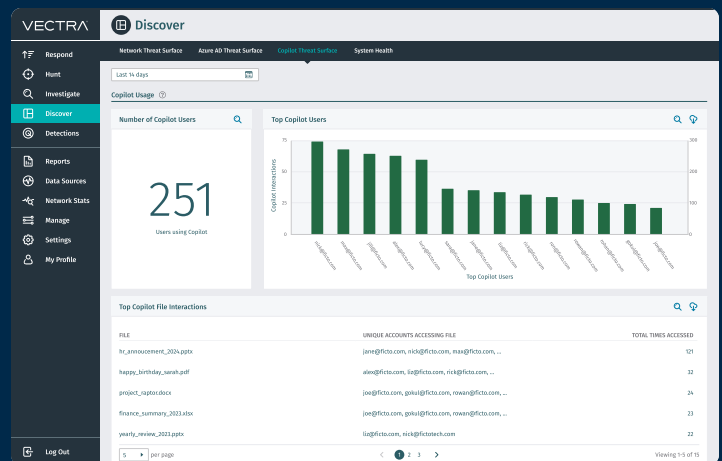 VECTRA
Discover
Respond
Hunt
Investigate
Discover
Detections
Reports
Data Sources
Network Stats
Manage
Settings
My Profile
Log Out
Network Threat Surface Azure AD Threat Surface Copilot Threat Surface System Health
Last 14 days
Copilot Usage
Number of Copilot Users
251
Users using Copilot
Top Copilot Users
75 300
50 200
25 100
0 0
Copilot Interactions
Top Copilot Users
Top Copilot File Interactions
FILE UNIQUE ACCOUNTS ACCESSING FILE TOTAL TIMES ACCESSED
hr_annoucement_2024.pptx jane@ficto.com, nick@ficto.com, max@ficto.com, ... 121
happy_birthday_sarah.pdf alex@ficto.com, liz@ficto.com, rick@ficto.com, ... 32
project_raptor.docx joe@ficto.com, gokul@ficto.com, rowan@ficto.com, ... 24
finance_summary_2023.xlsx joe@ficto.com, gokul@ficto.com, rowan@ficto.com, ... 23
yearly_review_2023.pptx liz@ficto.com, nick@fictotech.com 22
5 per page 1 2 3 Viewing 1-5 of 15